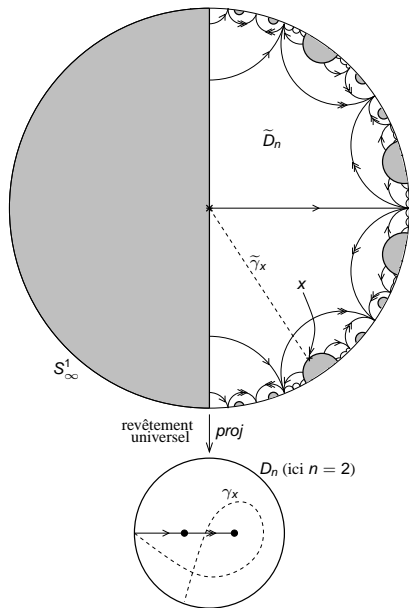 D̃ₙ
γ̃ₓ
x
S¹∞
revêtement
universel
proj
Dₙ (ici n = 2)
γₓ